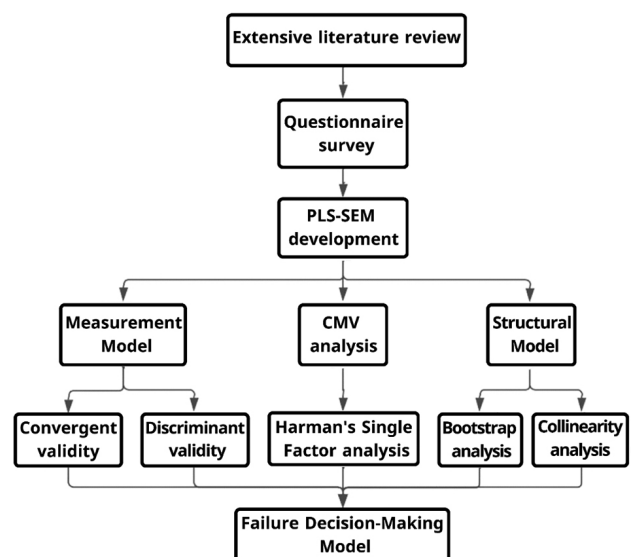 Extensive literature review
Questionnaire
survey
PLS-SEM
development
Measurement
Model
CMV
analysis
Structural
Model
Convergent
validity
Discriminant
validity
Harman's Single
Factor analysis
Bootstrap
analysis
Collinearity
analysis
Failure Decision-Making
Model